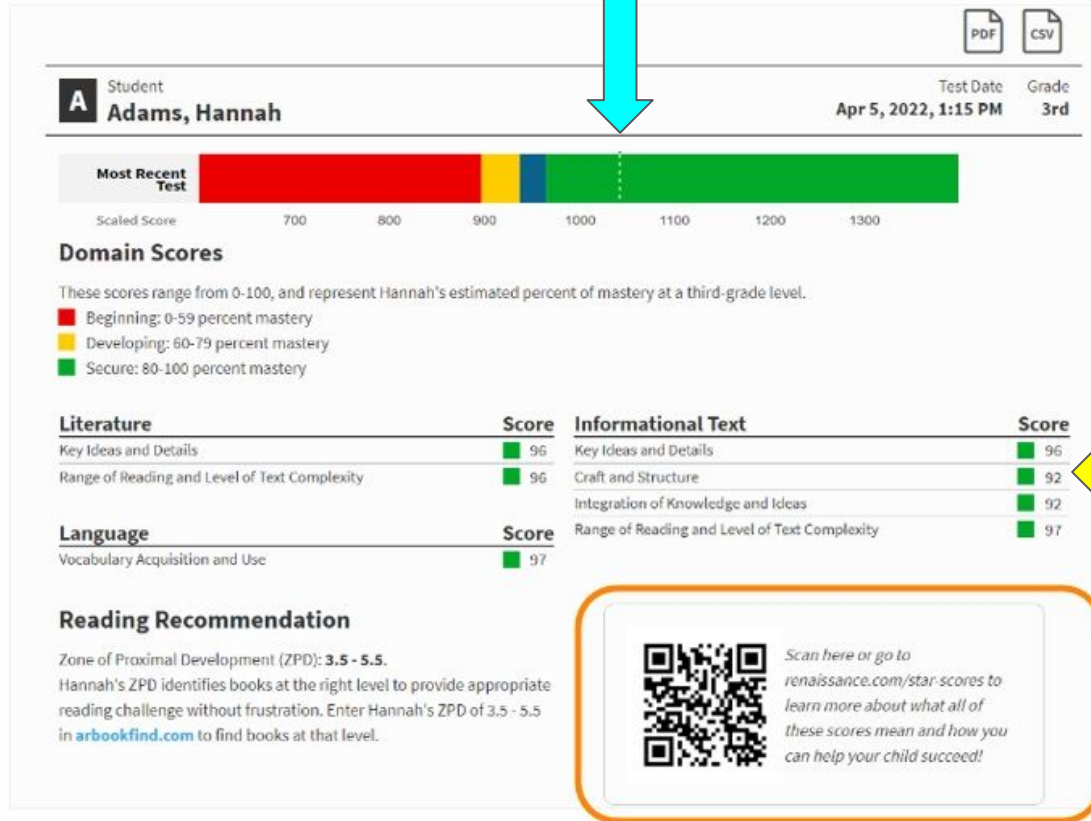 PDF CSV
A Student Test Date Grade
Adams, Hannah Apr 5, 2022, 1:15 PM 3rd
Most Recent
Test
Scaled Score 700 800 900 1000 1100 1200 1300
Domain Scores
These scores range from 0-100, and represent Hannah's estimated percent of mastery at a third-grade level.
Beginning: 0-59 percent mastery
Developing: 60-79 percent mastery
Secure: 80-100 percent mastery
Literature Score
Key Ideas and Details 96
Range of Reading and Level of Text Complexity 96
Language Score
Vocabulary Acquisition and Use 97
Informational Text Score
Key Ideas and Details 96
Craft and Structure 92
Integration of Knowledge and Ideas 92
Range of Reading and Level of Text Complexity 97
Reading Recommendation
Zone of Proximal Development (ZPD): 3.5 - 5.5.
Hannah's ZPD identifies books at the right level to provide appropriate
reading challenge without frustration. Enter Hannah's ZPD of 3.5 - 5.5
in arbookfind.com to find books at that level.
Scan here or go to
renaissance.com/star-scores to
learn more about what all of
these scores mean and how you
can help your child succeed!